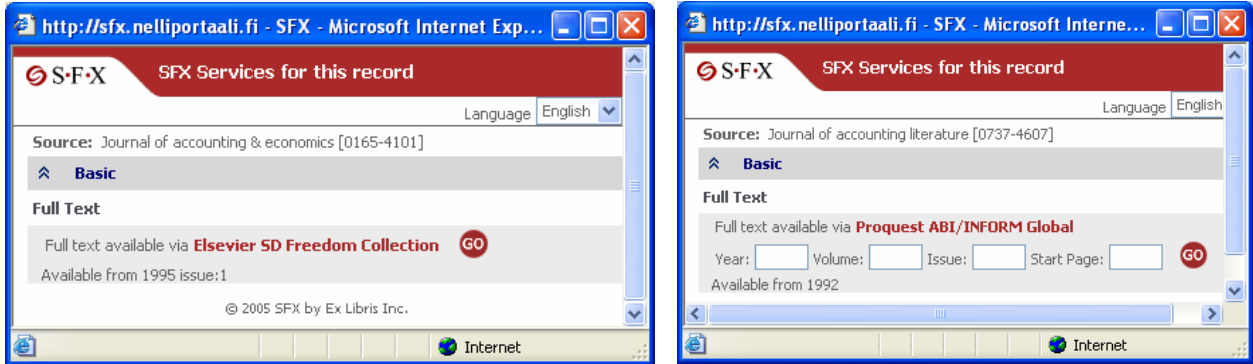 http://sfx.nelliportaali.fi - SFX - Microsoft Internet Exp...
S·F·X SFX Services for this record
Language English
Source: Journal of accounting & economics [0165-4101]
Basic
Full Text
Full text available via Elsevier SD Freedom Collection GO
Available from 1995 issue:1
© 2005 SFX by Ex Libris Inc.
Internet
http://sfx.nelliportaali.fi - SFX - Microsoft Interne...
S·F·X SFX Services for this record
Language English
Source: Journal of accounting literature [0737-4607]
Basic
Full Text
Full text available via Proquest ABI/INFORM Global
Year: Volume: Issue: Start Page: GO
Available from 1992
Internet